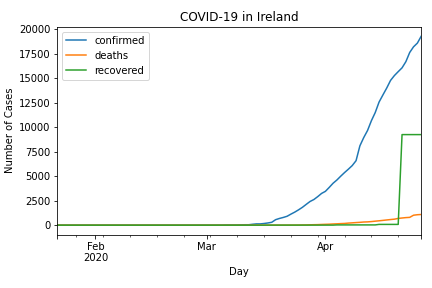 COVID-19 in Ireland
confirmed
deaths
recovered
Number of Cases
20000
17500
15000
12500
10000
7500
5000
2500
0
Feb
2020
Mar
Apr
Day